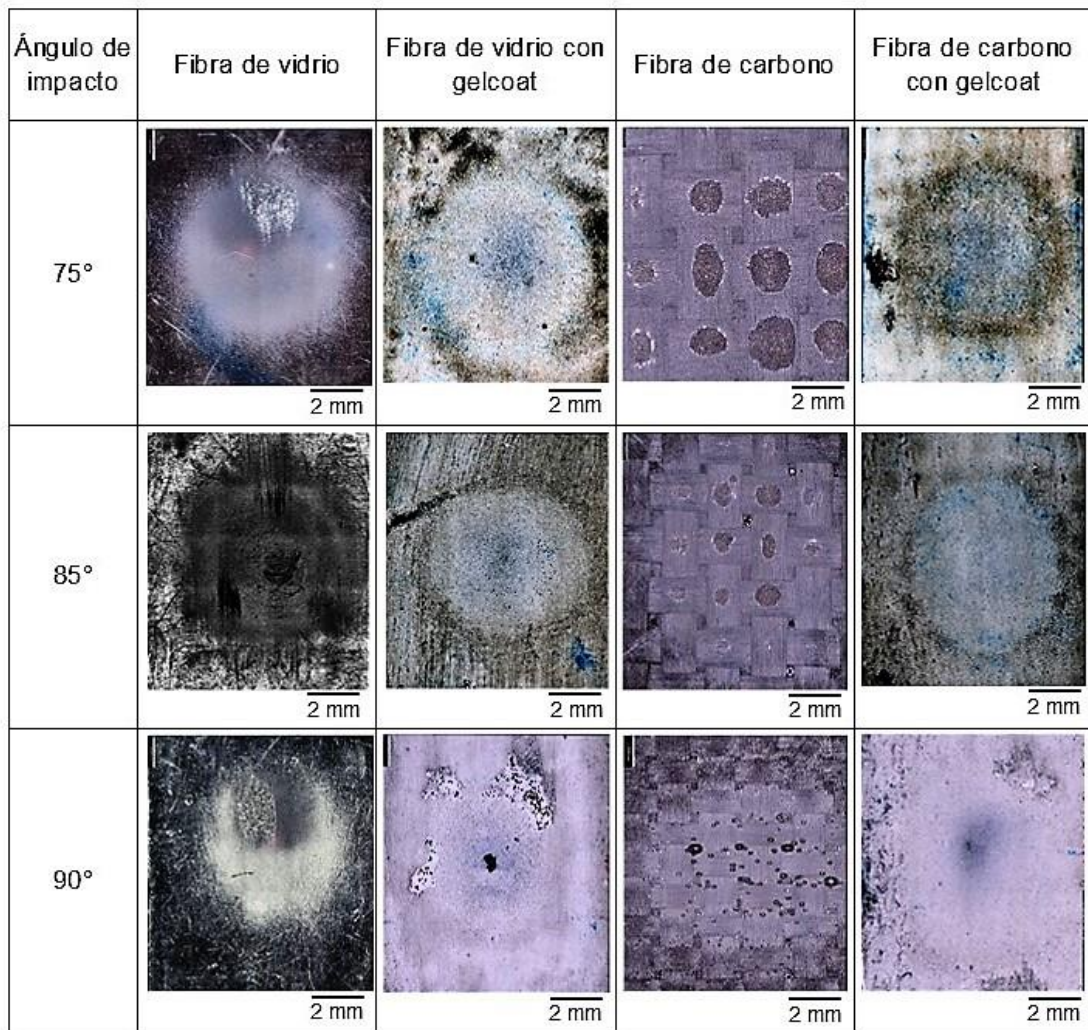 Ángulo de
impacto
Fibra de vidrio
Fibra de vidrio con
gelcoat
Fibra de carbono
Fibra de carbono
con gelcoat
75°
2 mm
2 mm
2 mm
2 mm
85°
2 mm
2 mm
2 mm
2 mm
90°
2 mm
2 mm
2 mm
2 mm